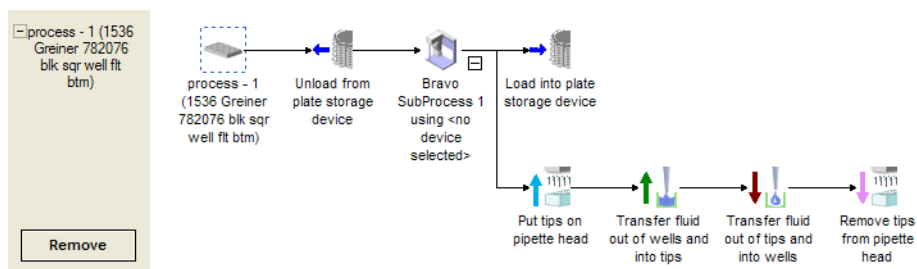 process - 1 (1536
Greiner 782076
blk sqr well flt
btm)
Remove
process - 1
(1536 Greiner
782076 blk sqr
well flt btm)
Unload from
plate storage
device
Bravo
SubProcess 1
using <no
device
selected>
Load into plate
storage device
Put tips on
pipette head
Transfer fluid
out of wells and
into tips
Transfer fluid
out of tips and
into wells
Remove tips
from pipette
head